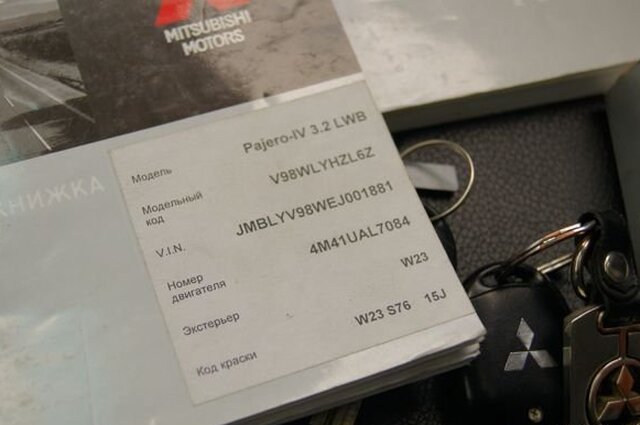 MITSUBISHI
MOTORS
НИЖКА
Модель Pajero-IV 3.2 LWB
Модельный
код V98WLYHZL6Z
V.I.N. JMBLYV98WEJ001881
Номер
двигателя 4M41UAL7084
Экстерьер W23
Код краски W23 S76 15J